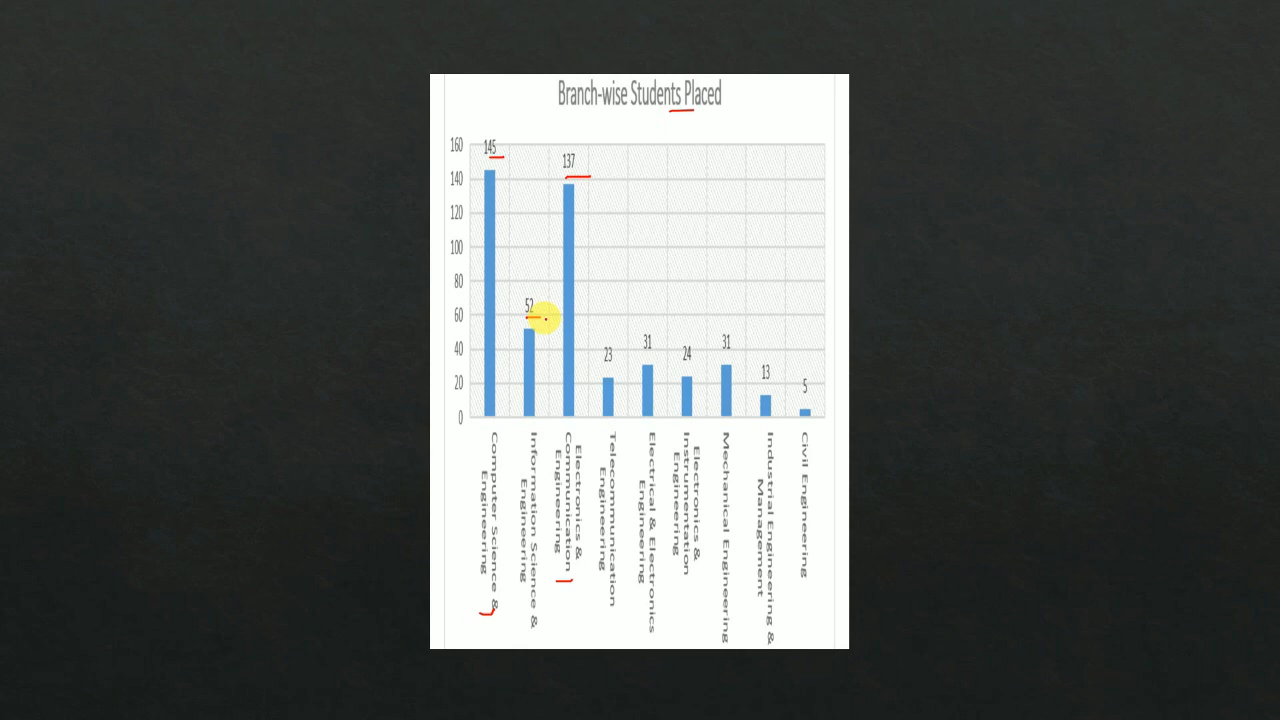 Branch-wise Students Placed
160
140
120
100
80
60
40
20
0
145
52
137
23
31
24
31
13
5
Computer Science &
Engineering
Information Science &
Engineering
Electronics &
Communication
Engineering
Telecommunication
Engineering
Electrical & Electronics
Engineering
Electronics &
Instrumentation
Engineering
Mechanical Engineering
Industrial Engineering &
Management
Civil Engineering